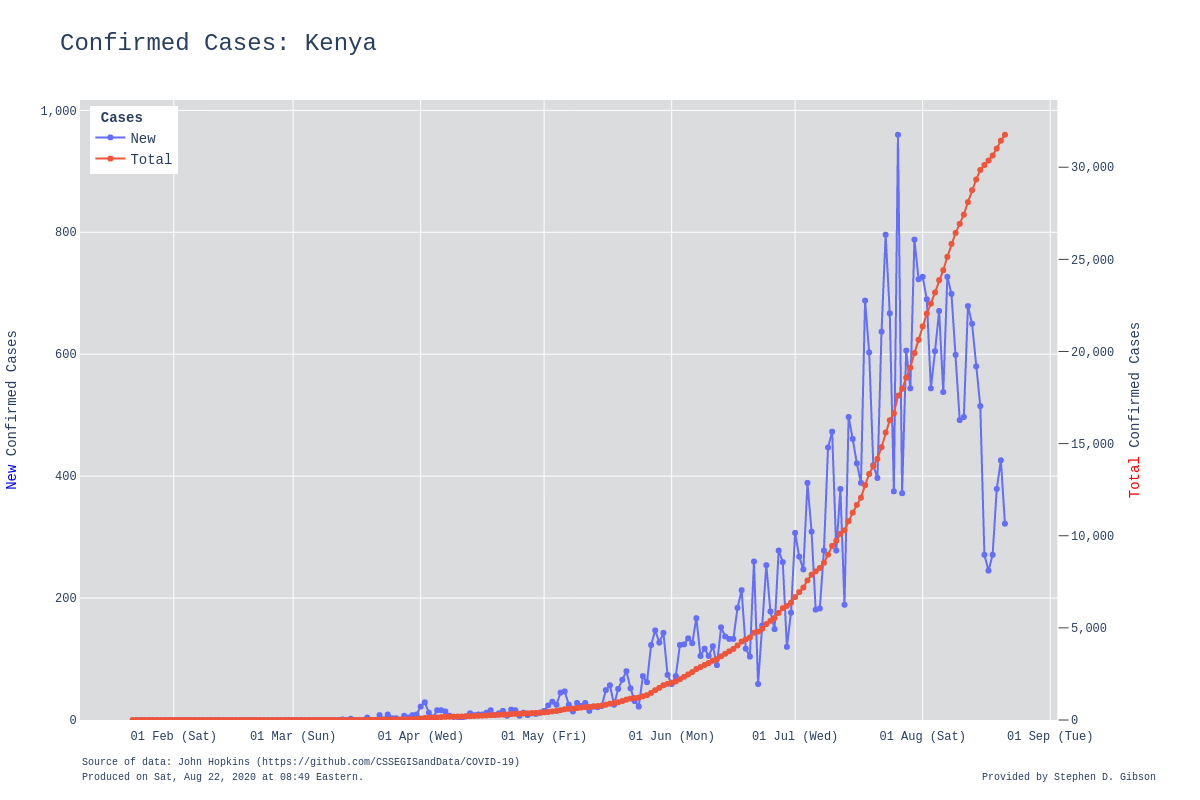 Confirmed Cases: Kenya
Cases
New
Total
1,000
800
600
400
200
0
30,000
25,000
20,000
15,000
10,000
5,000
0
New Confirmed Cases
Total Confirmed Cases
01 Feb (Sat)
01 Mar (Sun)
01 Apr (Wed)
01 May (Fri)
01 Jun (Mon)
01 Jul (Wed)
01 Aug (Sat)
01 Sep (Tue)
Source of data: John Hopkins (https://github.com/CSSEGISandData/COVID-19)
Produced on Sat, Aug 22, 2020 at 08:49 Eastern.
Provided by Stephen D. Gibson